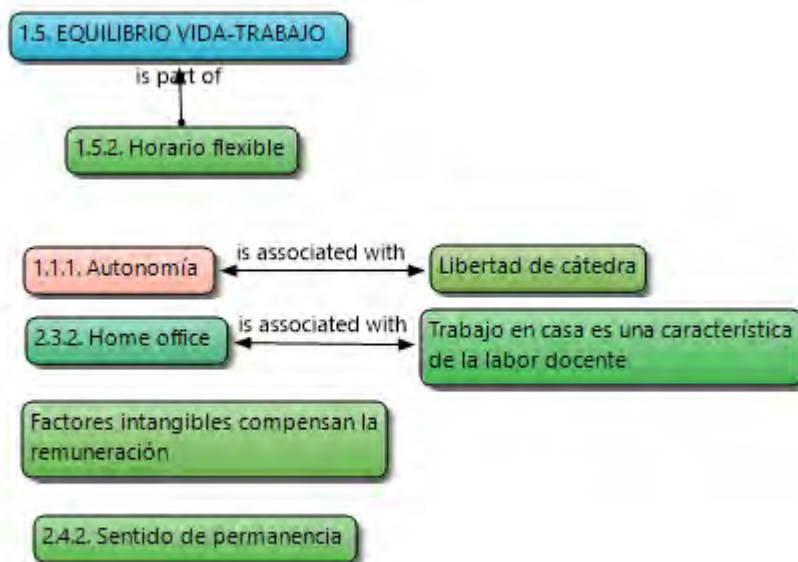 1.5. EQUILIBRIO VIDA-TRABAJO
is part of
1.5.2. Horario flexible
1.1.1. Autonomía
is associated with
Libertad de cátedra
2.3.2. Home office
is associated with
Trabajo en casa es una característica
de la labor docente
Factores intangibles compensan la
remuneración
2.4.2. Sentido de permanencia